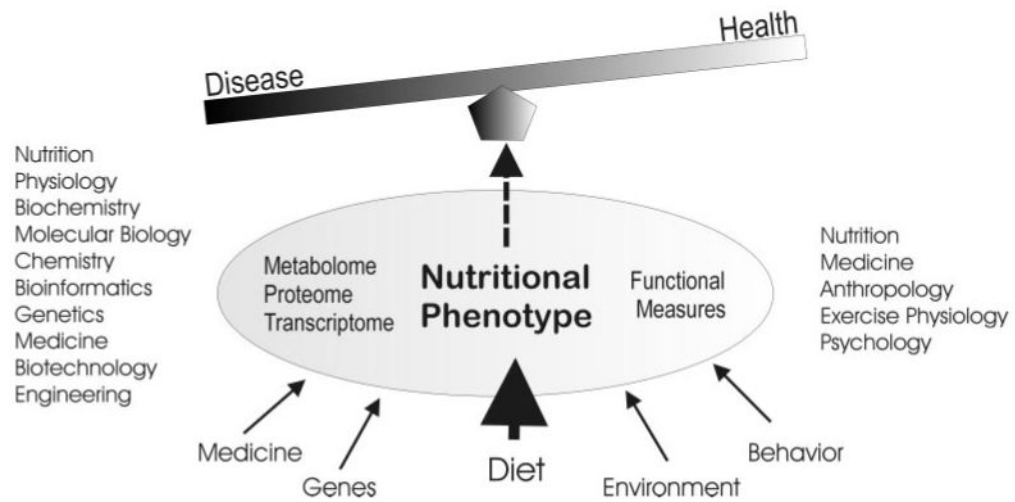 Health
Disease
Nutrition
Physiology
Biochemistry
Molecular Biology
Chemistry
Bioinformatics
Genetics
Medicine
Biotechnology
Engineering
Metabolome
Proteome
Transcriptome
Nutritional
Phenotype
Functional
Measures
Nutrition
Medicine
Anthropology
Exercise Physiology
Psychology
Medicine
Genes
Diet
Environment
Behavior